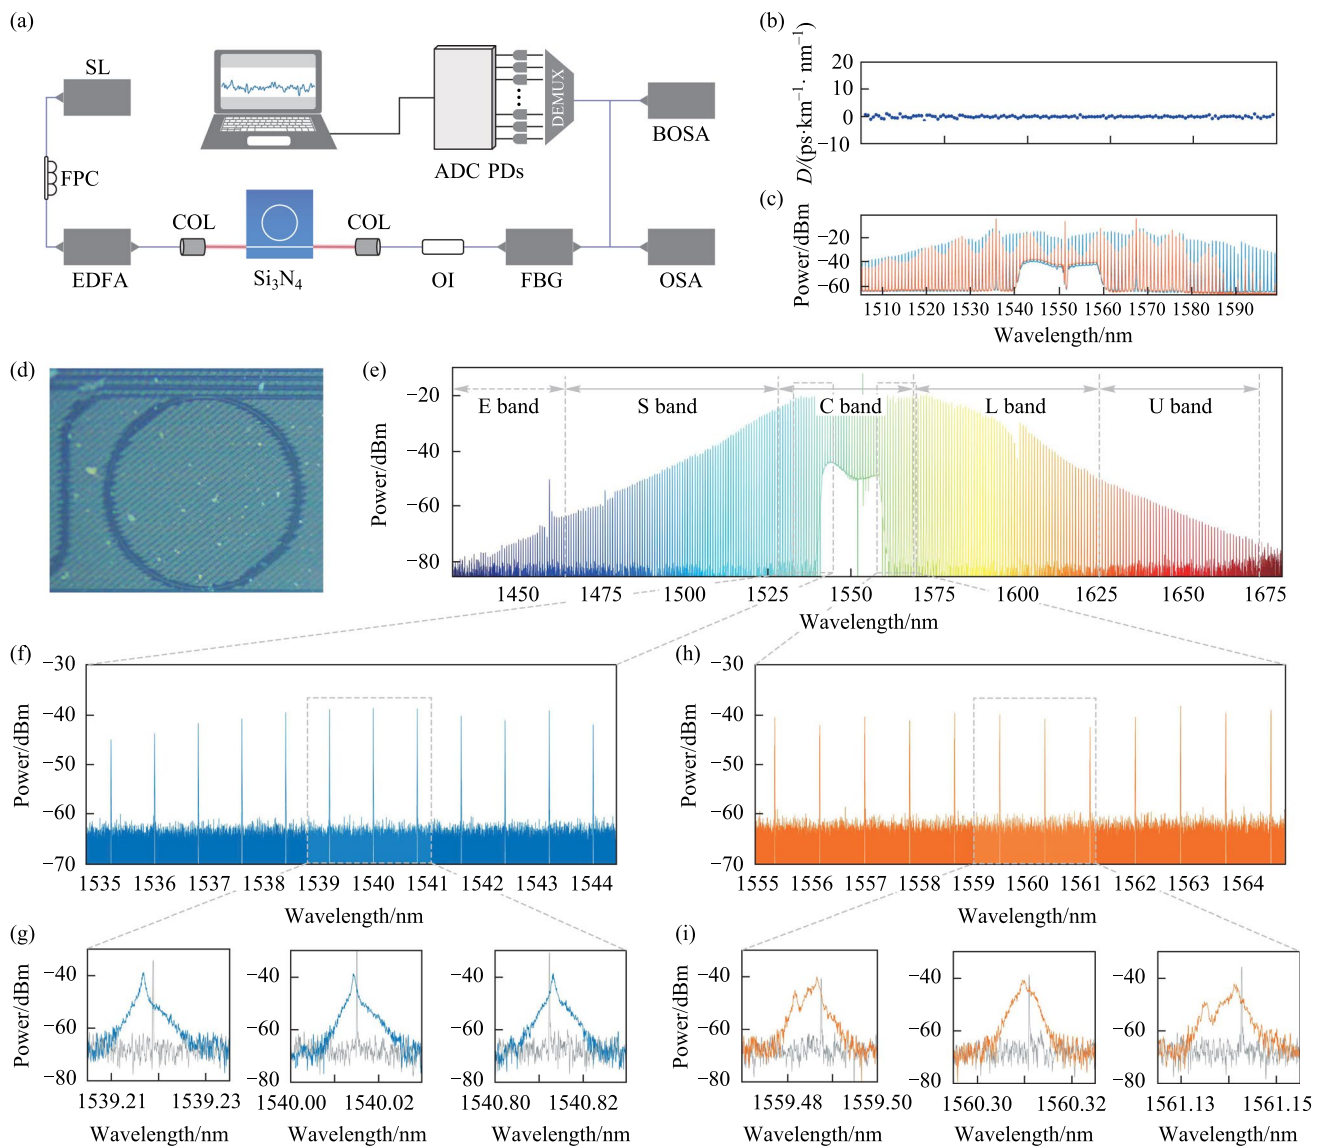 (a)
SL
FPC
EDFA
COL
Si₃N₄
COL
OI
FBG
OSA
BOSA
DEMUX
ADC PDs
(b)
D/(ps·km⁻¹·nm⁻¹)
20
10
0
−10
(c)
Power/dBm
−20
−40
−60
1510 1520 1530 1540 1550 1560 1570 1580 1590
Wavelength/nm
(d)
(e)
Power/dBm
−20
−40
−60
−80
E band S band C band L band U band
1450 1475 1500 1525 1550 1575 1600 1625 1650 1675
Wavelength/nm
(f)
Power/dBm
−30
−40
−50
−60
−70
1535 1536 1537 1538 1539 1540 1541 1542 1543 1544
Wavelength/nm
(h)
Power/dBm
−30
−40
−50
−60
−70
1555 1556 1557 1558 1559 1560 1561 1562 1563 1564
Wavelength/nm
(g)
Power/dBm
−40
−60
−80
1539.21 1539.23
Wavelength/nm
−40
−60
−80
1540.00 1540.02
Wavelength/nm
−40
−60
−80
1540.80 1540.82
Wavelength/nm
(i)
Power/dBm
−40
−60
−80
1559.48 1559.50
Wavelength/nm
−40
−60
−80
1560.30 1560.32
Wavelength/nm
−40
−60
−80
1561.13 1561.15
Wavelength/nm